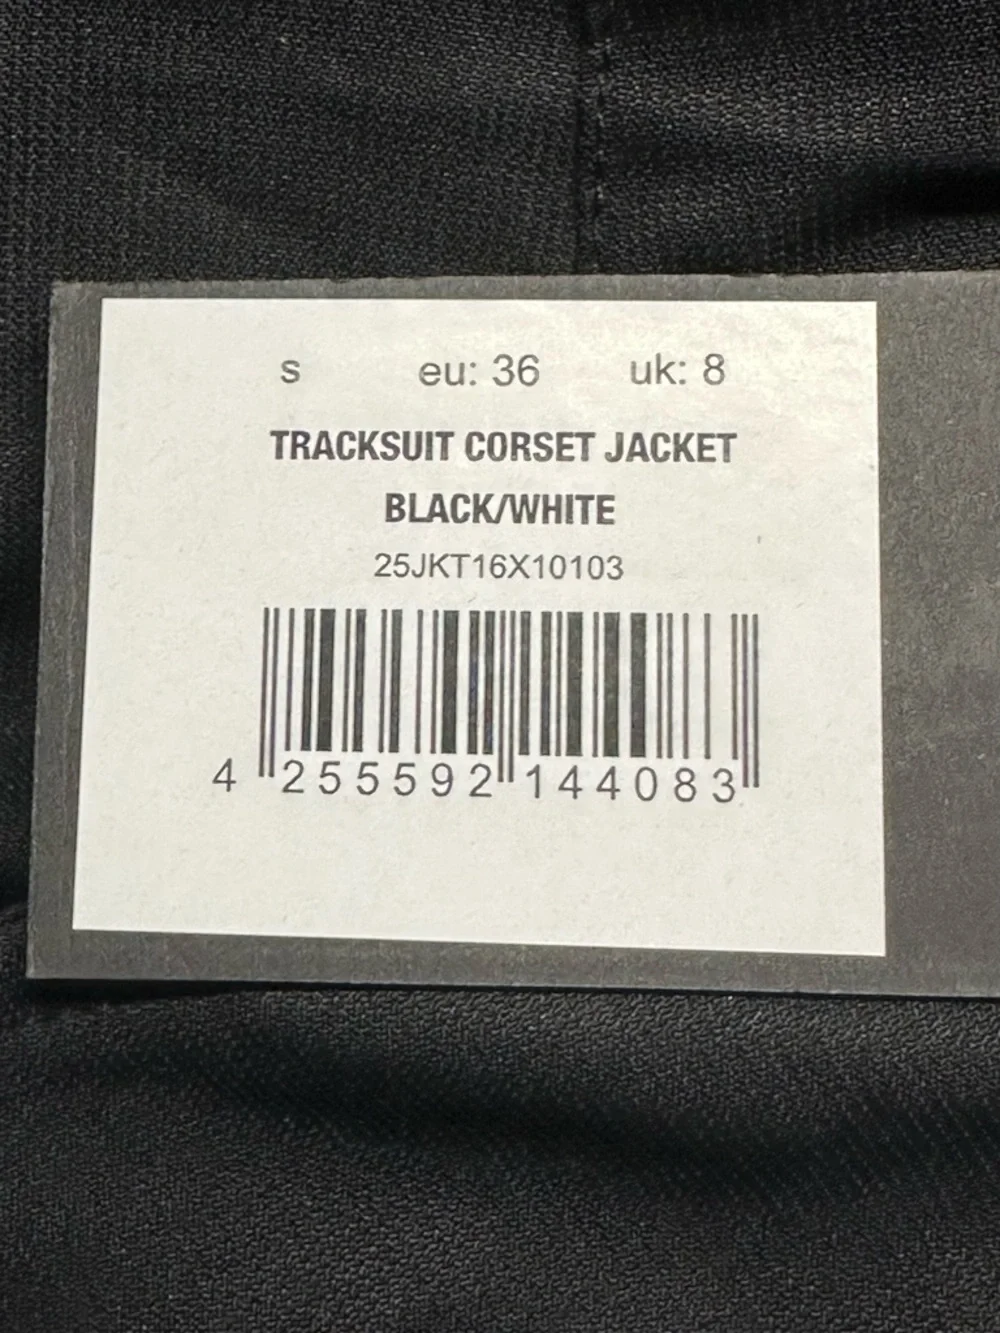 s eu: 36 uk: 8
TRACKSUIT CORSET JACKET
BLACK/WHITE
25JKT16X10103
4 255592 144083